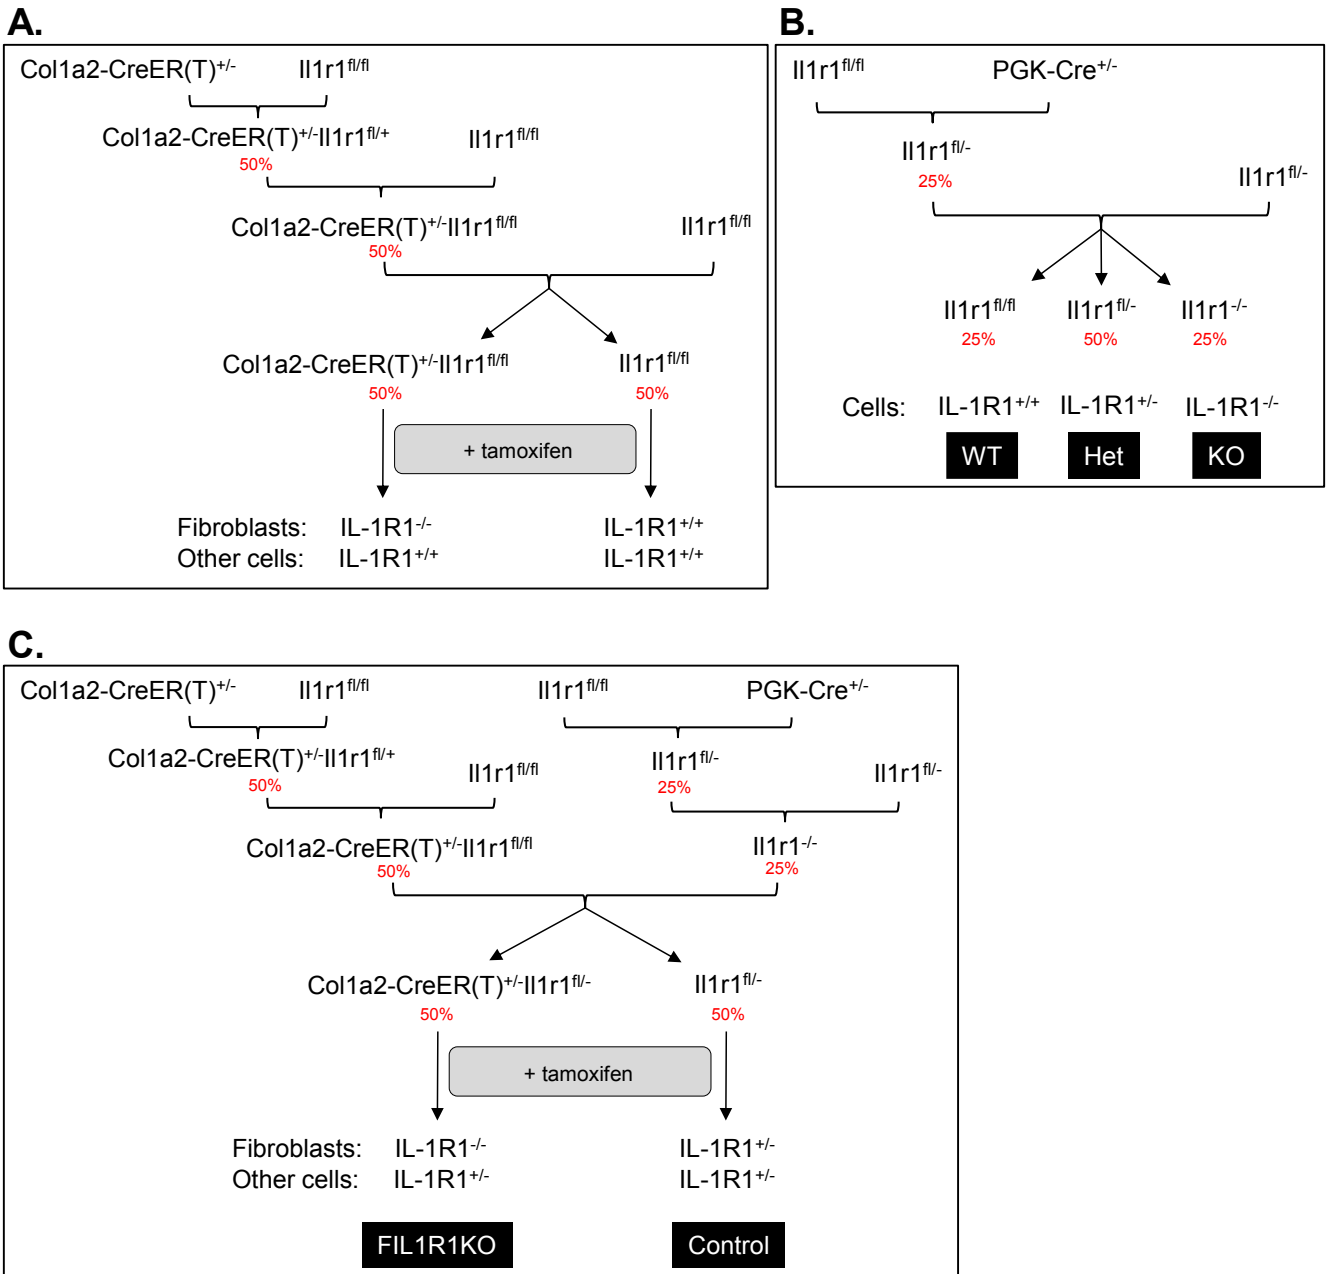 A.
Col1a2-CreER(T)+/- Il1r1fl/fl
Col1a2-CreER(T)+/-Il1r1fl/+ Il1r1fl/fl
50%
Col1a2-CreER(T)+/-Il1r1fl/fl Il1r1fl/fl
50%
Col1a2-CreER(T)+/-Il1r1fl/fl Il1r1fl/fl
50% 50%
+ tamoxifen
Fibroblasts: IL-1R1-/- IL-1R1+/+
Other cells: IL-1R1+/+ IL-1R1+/+
B.
Il1r1fl/fl PGK-Cre+/-
Il1r1fl/-
25% Il1r1fl/-
Il1r1fl/fl Il1r1fl/- Il1r1-/-
25% 50% 25%
Cells: IL-1R1+/+ IL-1R1+/- IL-1R1-/-
WT Het KO
C.
Col1a2-CreER(T)+/- Il1r1fl/fl Il1r1fl/fl PGK-Cre+/-
Col1a2-CreER(T)+/-Il1r1fl/+ Il1r1fl/fl Il1r1fl/- Il1r1fl/-
50% 25%
Col1a2-CreER(T)+/-Il1r1fl/fl Il1r1-/-
50% 25%
Col1a2-CreER(T)+/-Il1r1fl/- Il1r1fl/-
50% 50%
+ tamoxifen
Fibroblasts: IL-1R1-/- IL-1R1+/-
Other cells: IL-1R1+/- IL-1R1+/-
FIL1R1KO Control